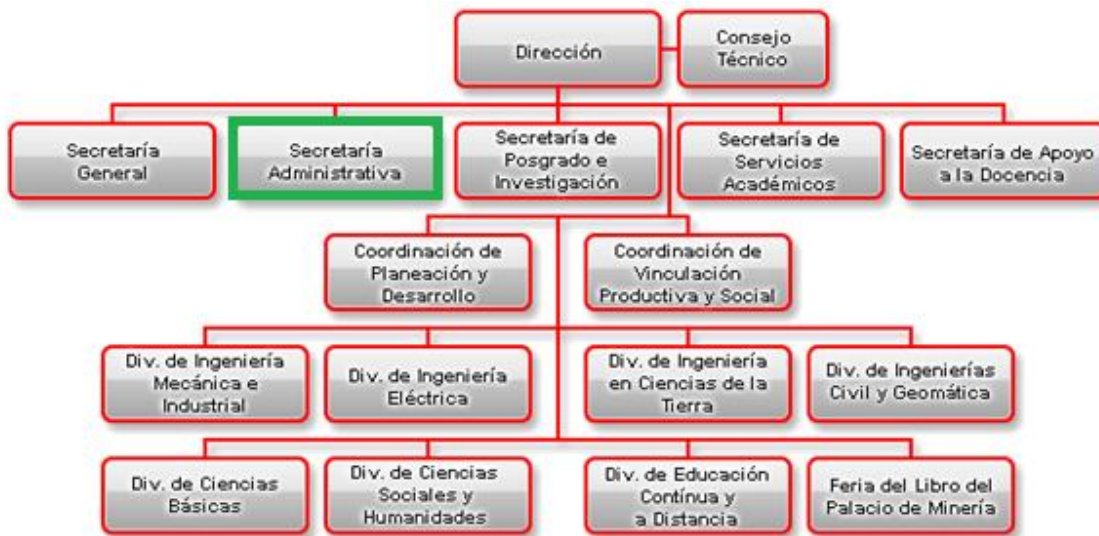 Dirección
Consejo
Técnico
Secretaría
General
Secretaría
Administrativa
Secretaría de
Posgrado e
Investigación
Secretaría de
Servicios
Académicos
Secretaría de Apoyo
a la Docencia
Coordinación de
Planeación y
Desarrollo
Coordinación de
Vinculación
Productiva y Social
Div. de Ingeniería
Mecánica e
Industrial
Div. de Ingeniería
Eléctrica
Div. de Ingeniería
en Ciencias de la
Tierra
Div. de Ingenierías
Civil y Geomática
Div. de Ciencias
Básicas
Div. de Ciencias
Sociales y
Humanidades
Div. de Educación
Contínua y
a Distancia
Feria del Libro del
Palacio de Minería